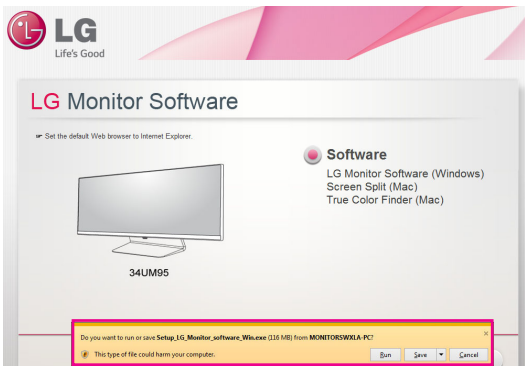 LG
Life's Good
LG Monitor Software
☞ Set the default Web browser to Internet Explorer.
Software
LG Monitor Software (Windows)
Screen Split (Mac)
True Color Finder (Mac)
34UM95
Do you want to run or save Setup_LG_Monitor_software_Win.exe (116 MB) from MONITORSWXLA-PC?
This type of file could harm your computer.
Run Save Cancel